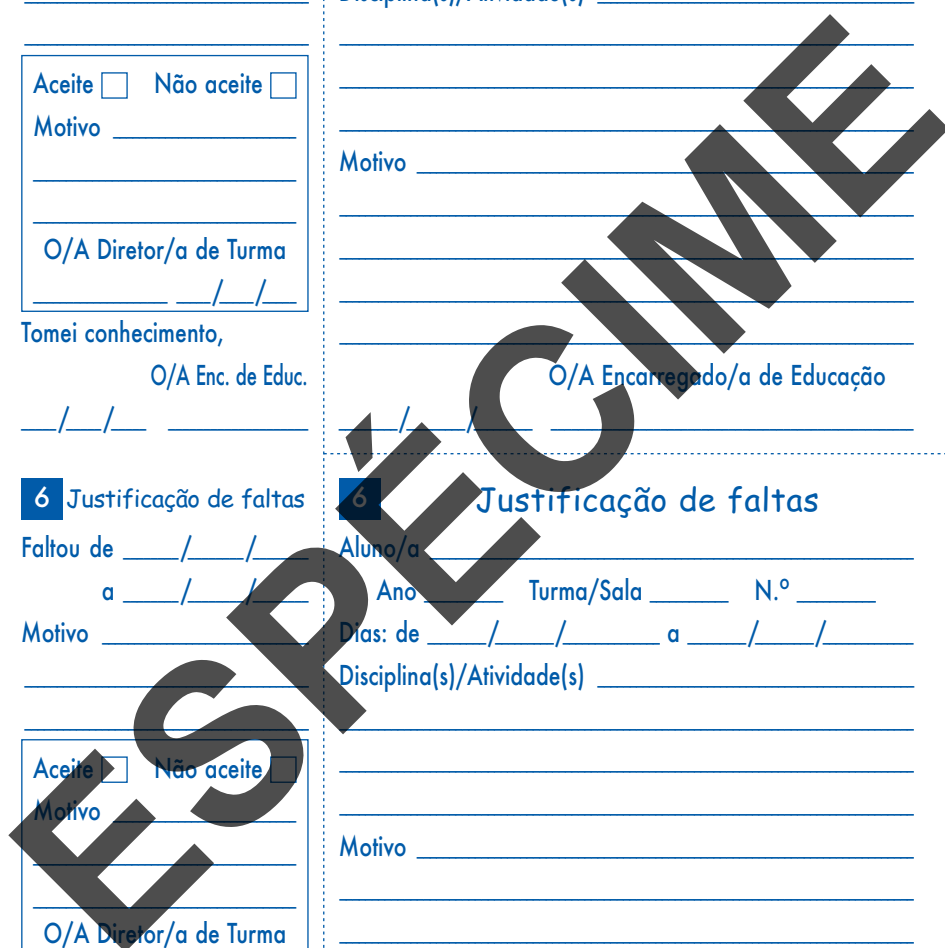 Disciplina(s)/Atividade(s)
Aceite Não aceite
Motivo
O/A Diretor/a de Turma
/ /
Tomei conhecimento,
O/A Enc. de Educ.
/ /
Motivo
O/A Encarregado/a de Educação
/ /
6 Justificação de faltas
Faltou de / /
a / /
Motivo
Aceite Não aceite
Motivo
O/A Diretor/a de Turma
6 Justificação de faltas
Aluno/a
Ano Turma/Sala N.º
Dias: de / / a / /
Disciplina(s)/Atividade(s)
Motivo
ESPÉCIME